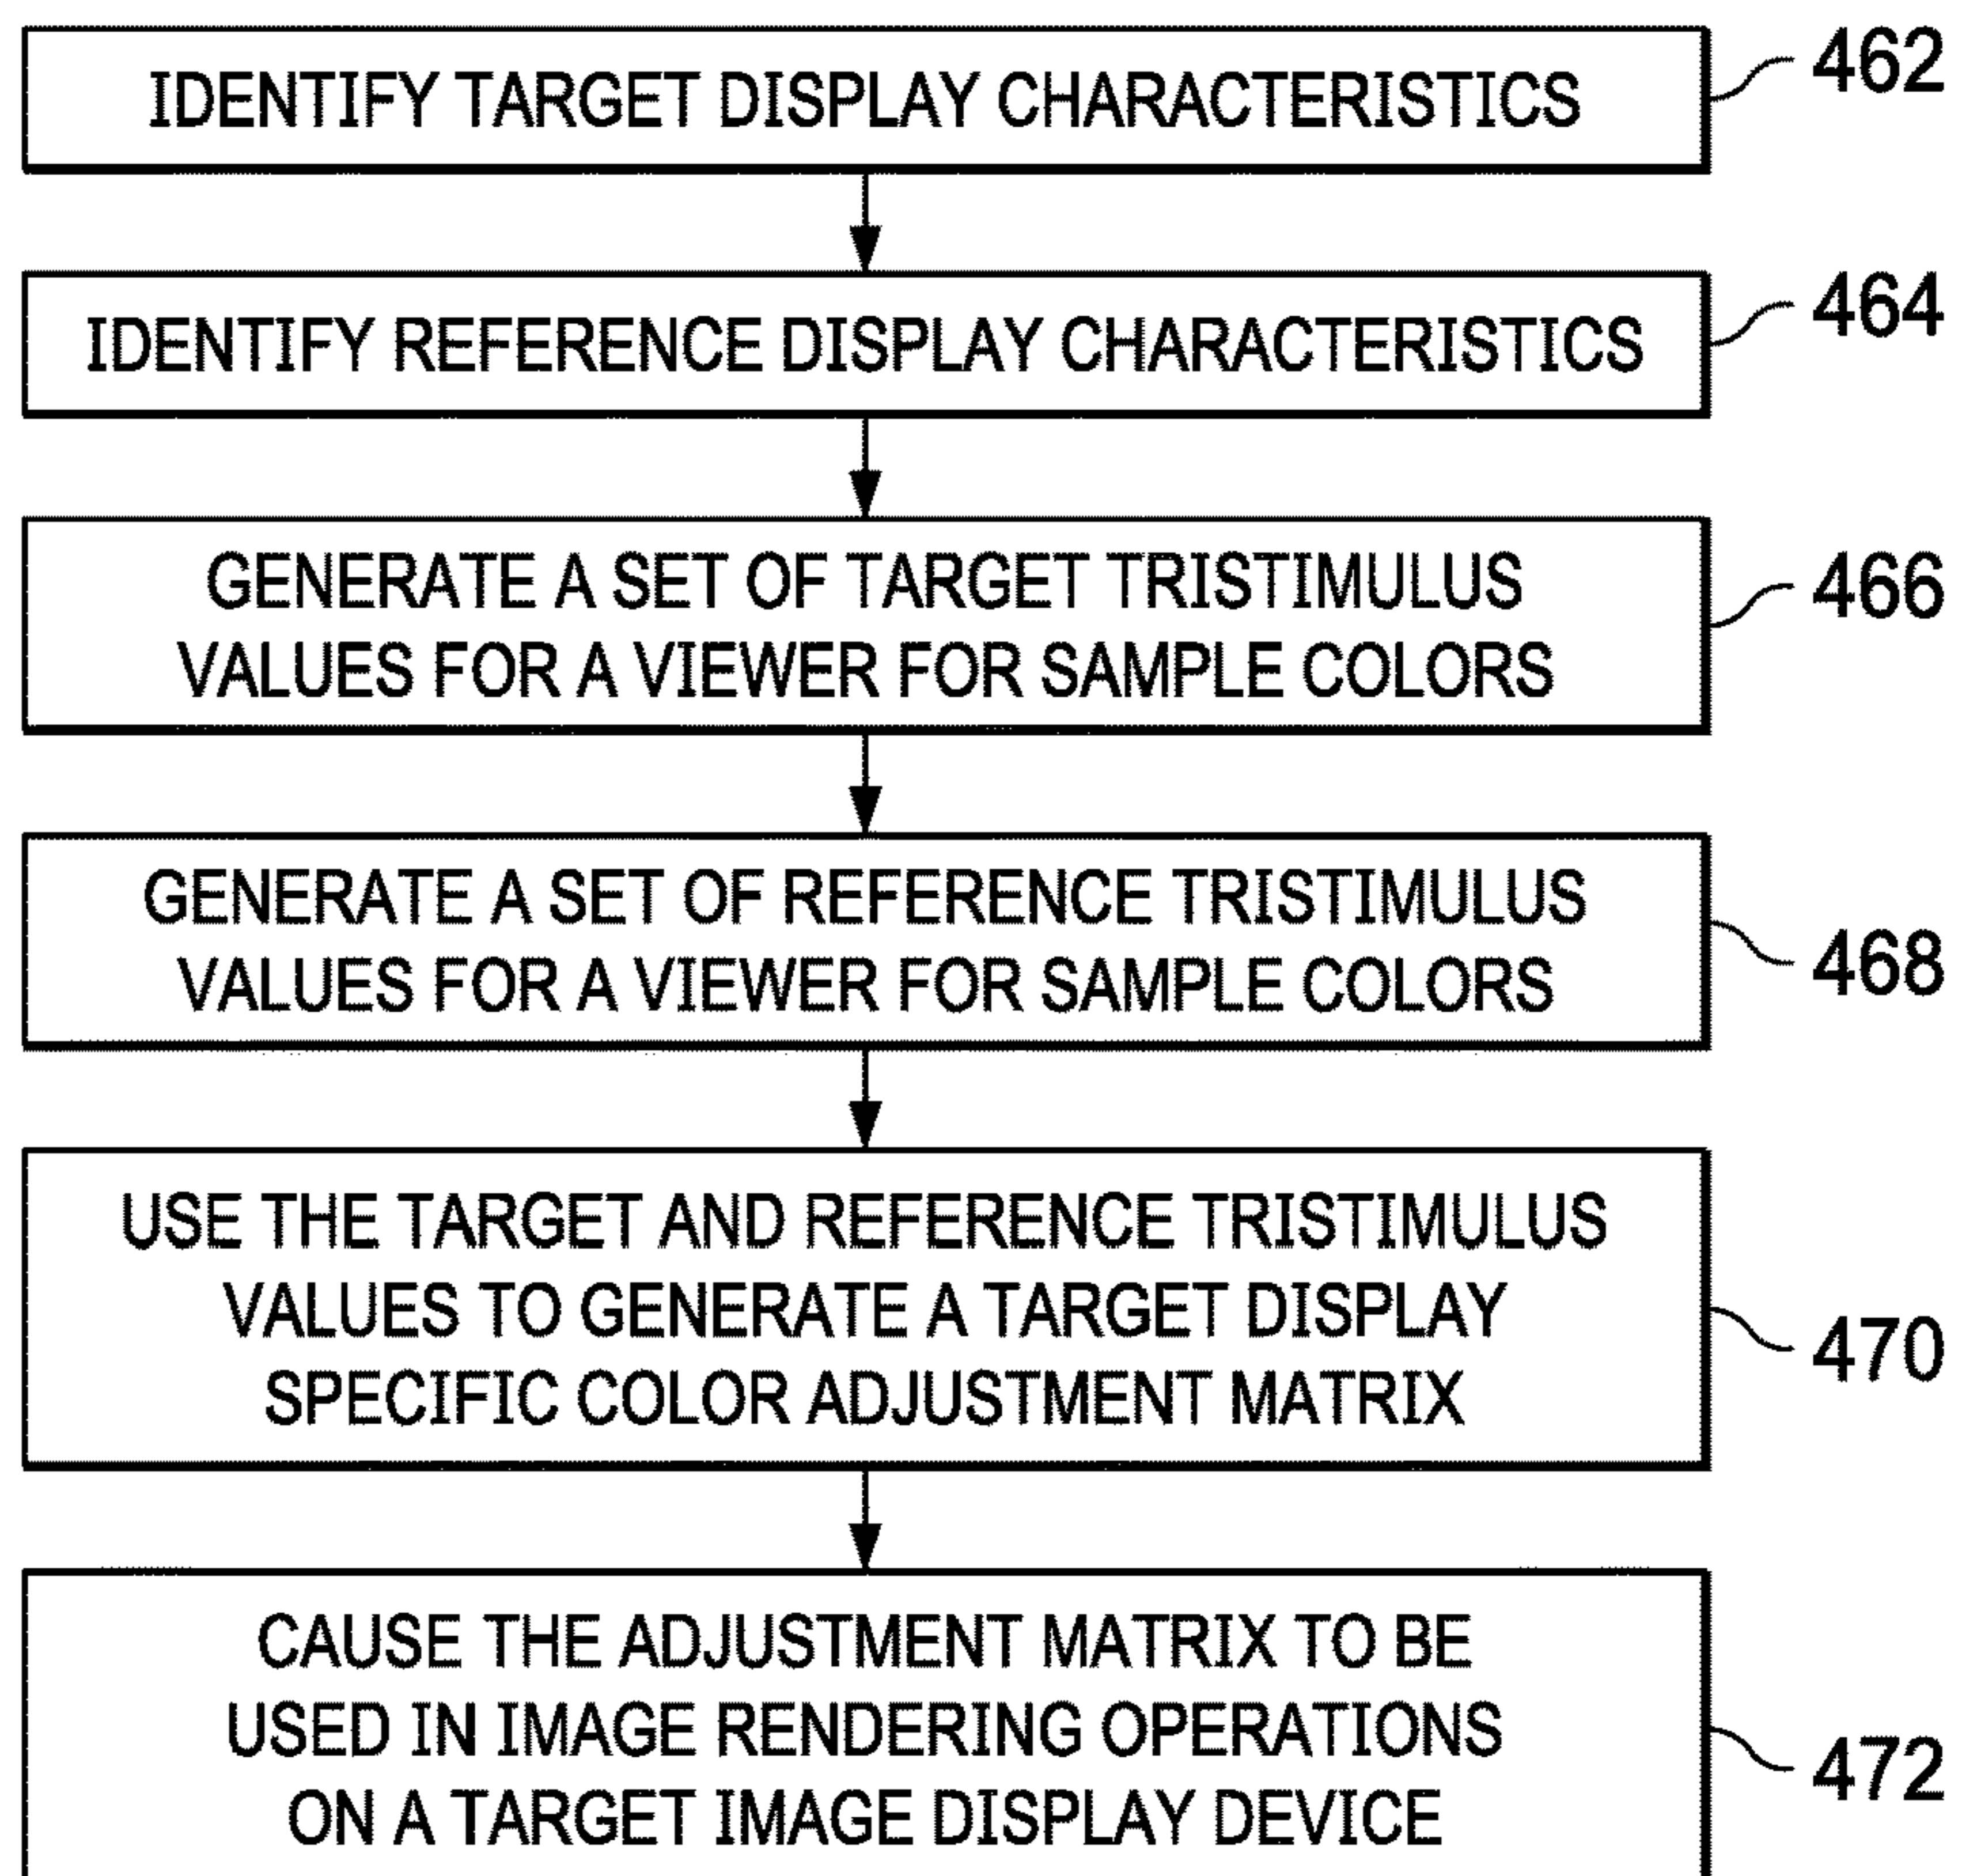 IDENTIFY TARGET DISPLAY CHARACTERISTICS
462
IDENTIFY REFERENCE DISPLAY CHARACTERISTICS
464
GENERATE A SET OF TARGET TRISTIMULUS
VALUES FOR A VIEWER FOR SAMPLE COLORS
466
GENERATE A SET OF REFERENCE TRISTIMULUS
VALUES FOR A VIEWER FOR SAMPLE COLORS
468
USE THE TARGET AND REFERENCE TRISTIMULUS
VALUES TO GENERATE A TARGET DISPLAY
SPECIFIC COLOR ADJUSTMENT MATRIX
470
CAUSE THE ADJUSTMENT MATRIX TO BE
USED IN IMAGE RENDERING OPERATIONS
ON A TARGET IMAGE DISPLAY DEVICE
472